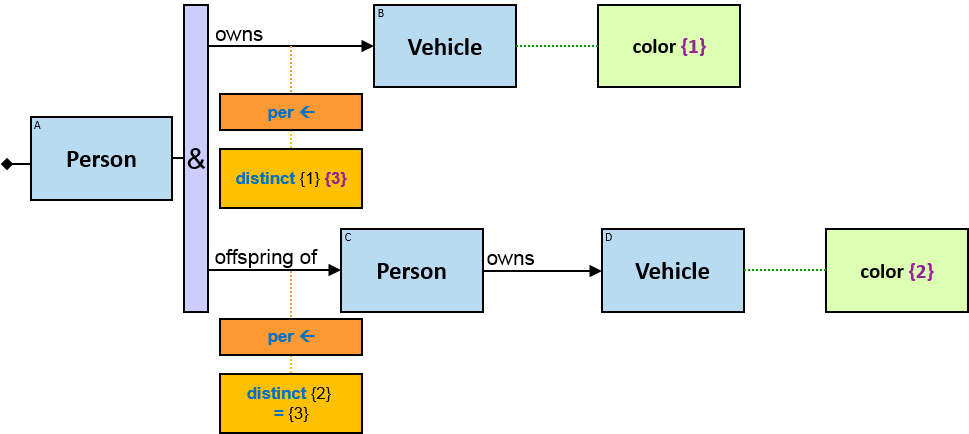 B
owns
Vehicle
color {1}
per ←
A
Person
&
distinct {1} {3}
C
D
offspring of
Person
owns
Vehicle
color {2}
per ←
distinct {2}
= {3}